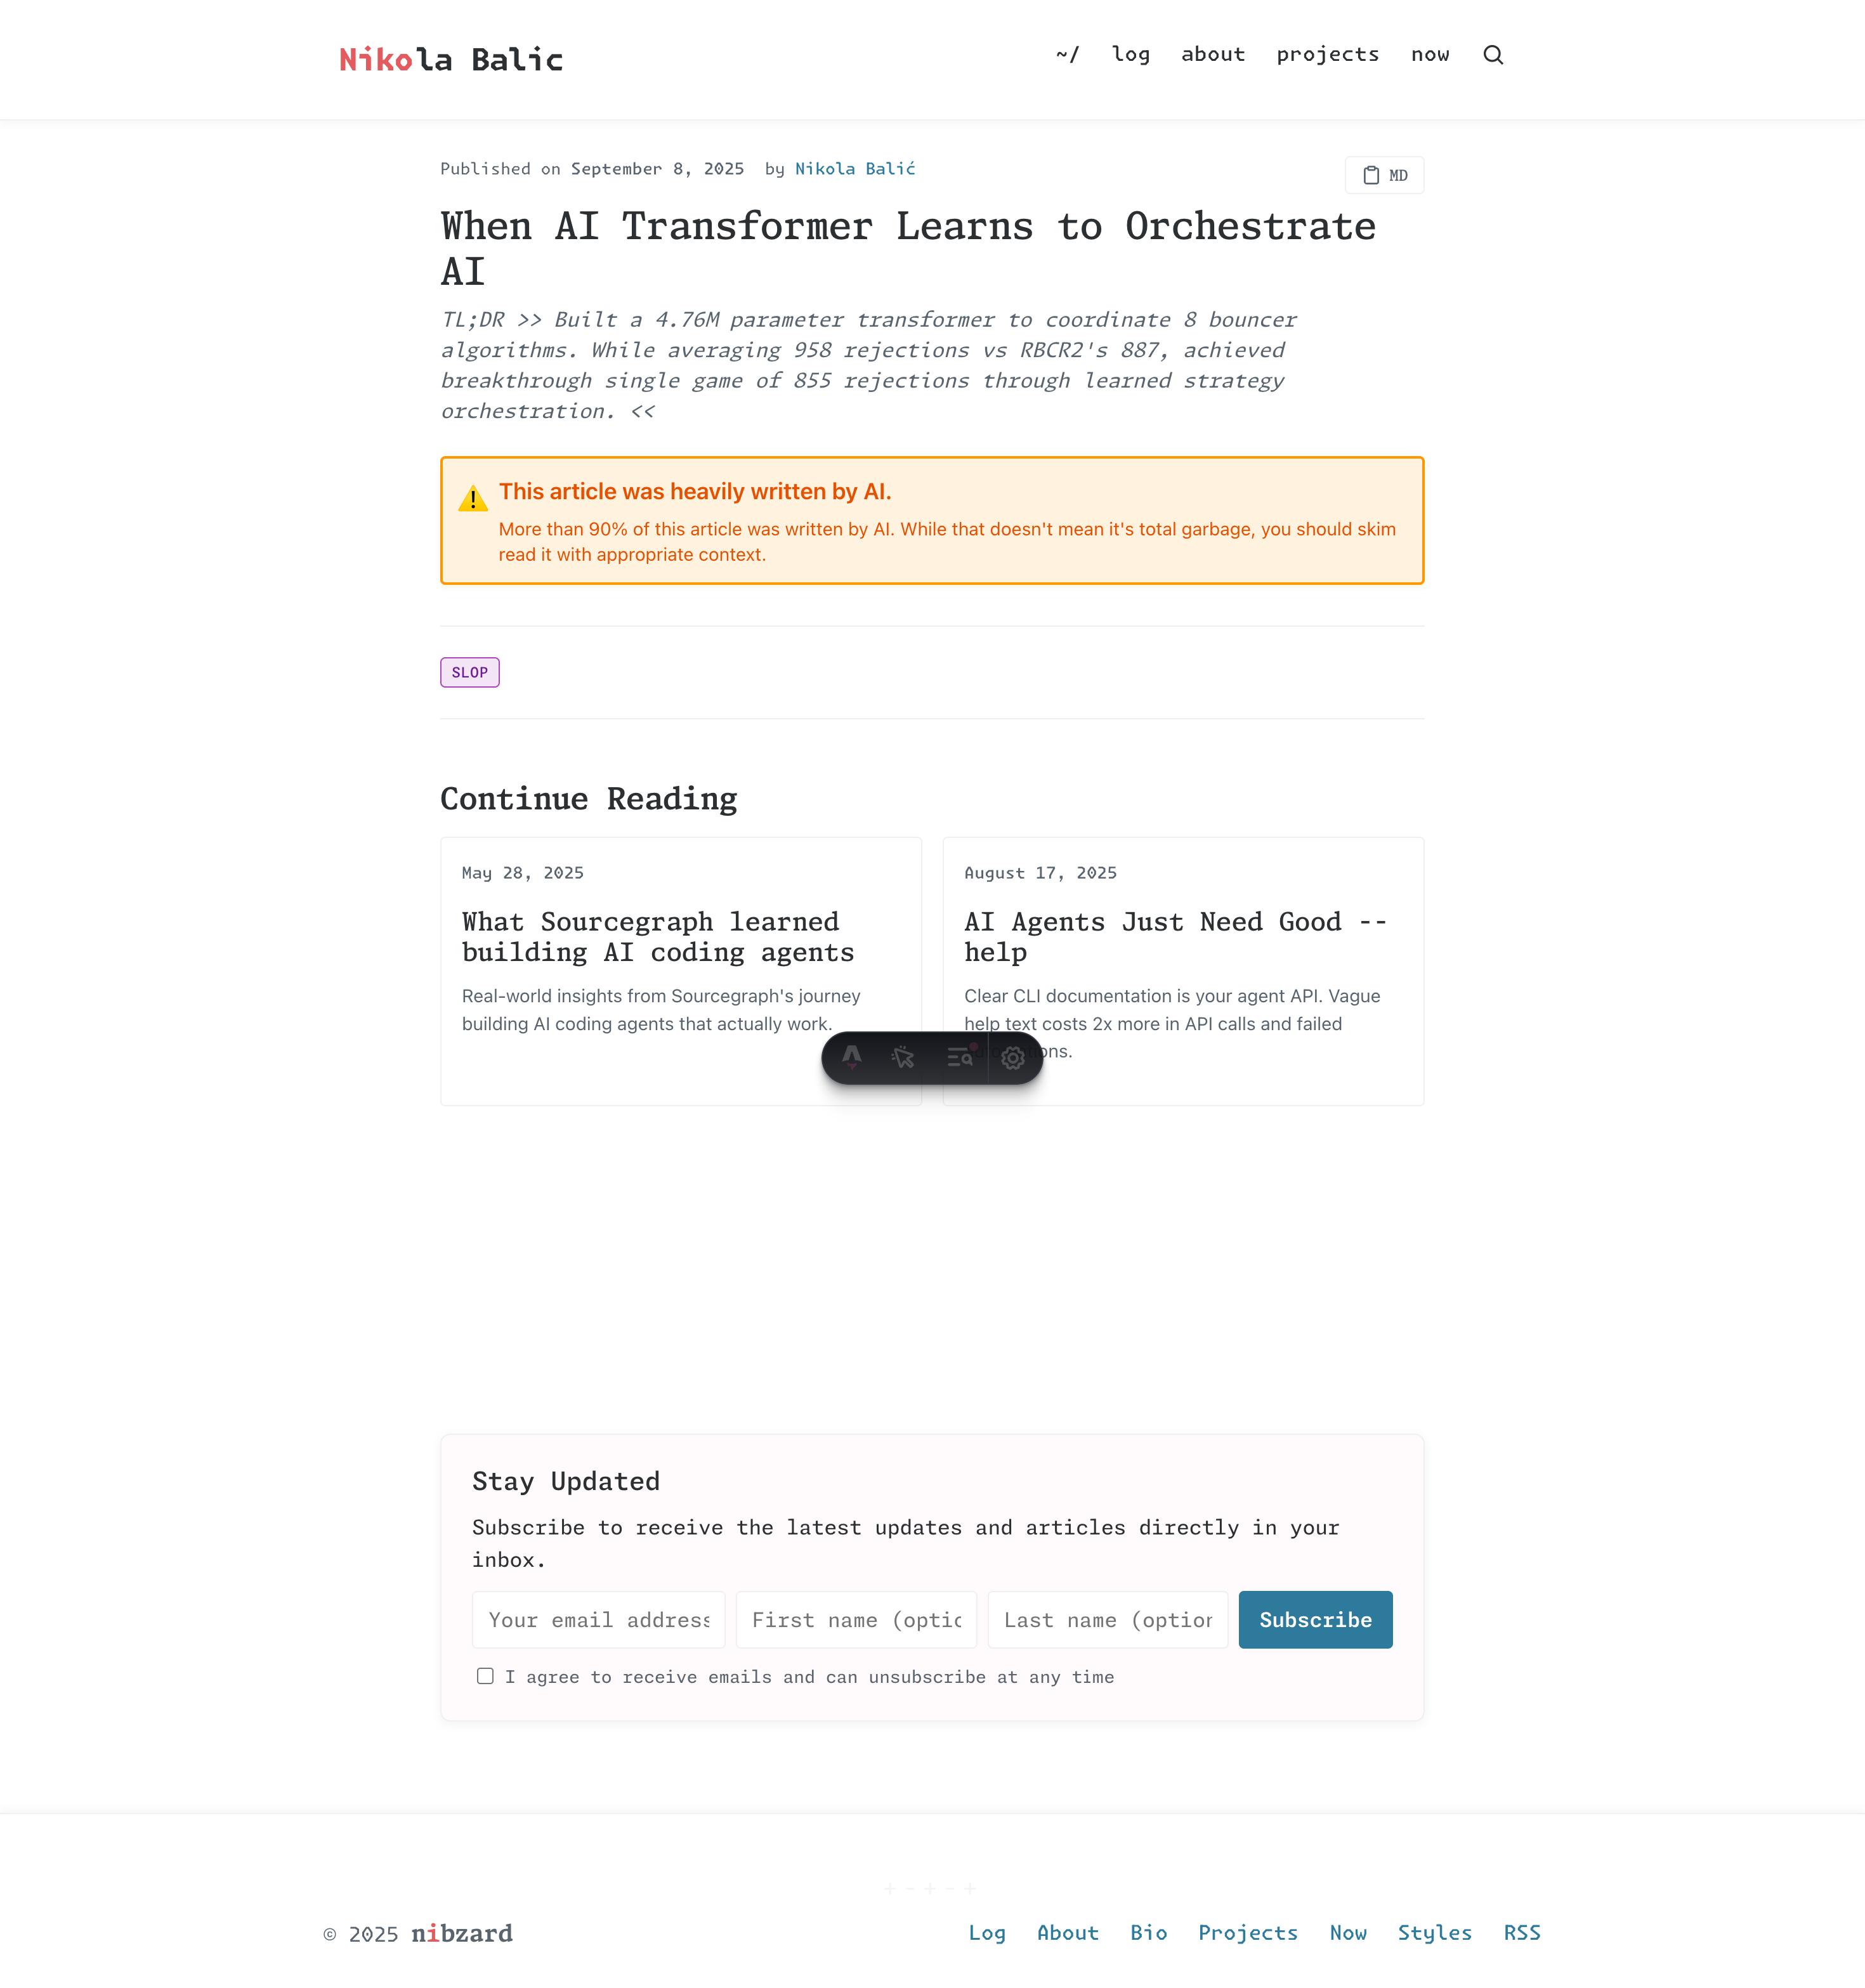 Nikola Balic
~/ log about projects now
Published on September 8, 2025 by Nikola Balić
MD
When AI Transformer Learns to Orchestrate
AI
TL;DR >> Built a 4.76M parameter transformer to coordinate 8 bouncer
algorithms. While averaging 958 rejections vs RBCR2's 887, achieved
breakthrough single game of 855 rejections through learned strategy
orchestration. <<
This article was heavily written by AI.
More than 90% of this article was written by AI. While that doesn't mean it's total garbage, you should skim
read it with appropriate context.
SLOP
Continue Reading
May 28, 2025
What Sourcegraph learned
building AI coding agents
Real-world insights from Sourcegraph's journey
building AI coding agents that actually work.
August 17, 2025
AI Agents Just Need Good --
help
Clear CLI documentation is your agent API. Vague
help text costs 2x more in API calls and failed
Stay Updated
Subscribe to receive the latest updates and articles directly in your
inbox.
Your email address
First name (optic
Last name (optior
Subscribe
I agree to receive emails and can unsubscribe at any time
+-+-+
© 2025 nibzard
Log About Bio Projects Now Styles RSS